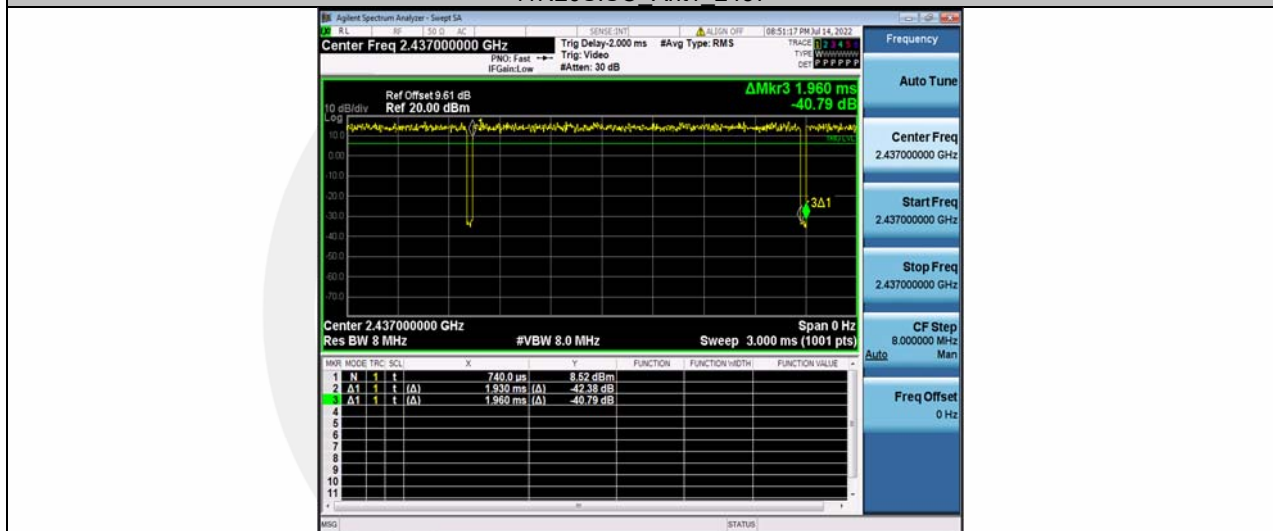 Agilent Spectrum Analyzer - Swept SA
RL RF 50 Ω AC SENSE:INT ALIGN OFF 08:51:17 PM Jul 14, 2022
Center Freq 2.437000000 GHz
PNO: Fast
IFGain:Low
Trig Delay-2.000 ms
Trig: Video
#Atten: 30 dB
#Avg Type: RMS
TRACE 1 2 3 4 5 6
TYPE
DET P P P P P P
Ref Offset 9.61 dB
10 dB/div Ref 20.00 dBm
ΔMkr3 1.960 ms
-40.79 dB
Log
10.0
0.00
-10.0
-20.0
-30.0
-40.0
-50.0
-60.0
-70.0
1
TRIG LVL
3Δ1
Center 2.437000000 GHz Span 0 Hz
Res BW 8 MHz #VBW 8.0 MHz Sweep 3.000 ms (1001 pts)
MKR MODE TRC SCL X Y FUNCTION FUNCTION WIDTH FUNCTION VALUE
1 N 1 t 740.0 µs 8.52 dBm
2 Δ1 1 t (Δ) 1.930 ms (Δ) -42.38 dB
3 Δ1 1 t (Δ) 1.960 ms (Δ) -40.79 dB
4
5
6
7
8
9
10
11
MSG STATUS
Frequency
Auto Tune
Center Freq
2.437000000 GHz
Start Freq
2.437000000 GHz
Stop Freq
2.437000000 GHz
CF Step
8.000000 MHz
Auto Man
Freq Offset
0 Hz